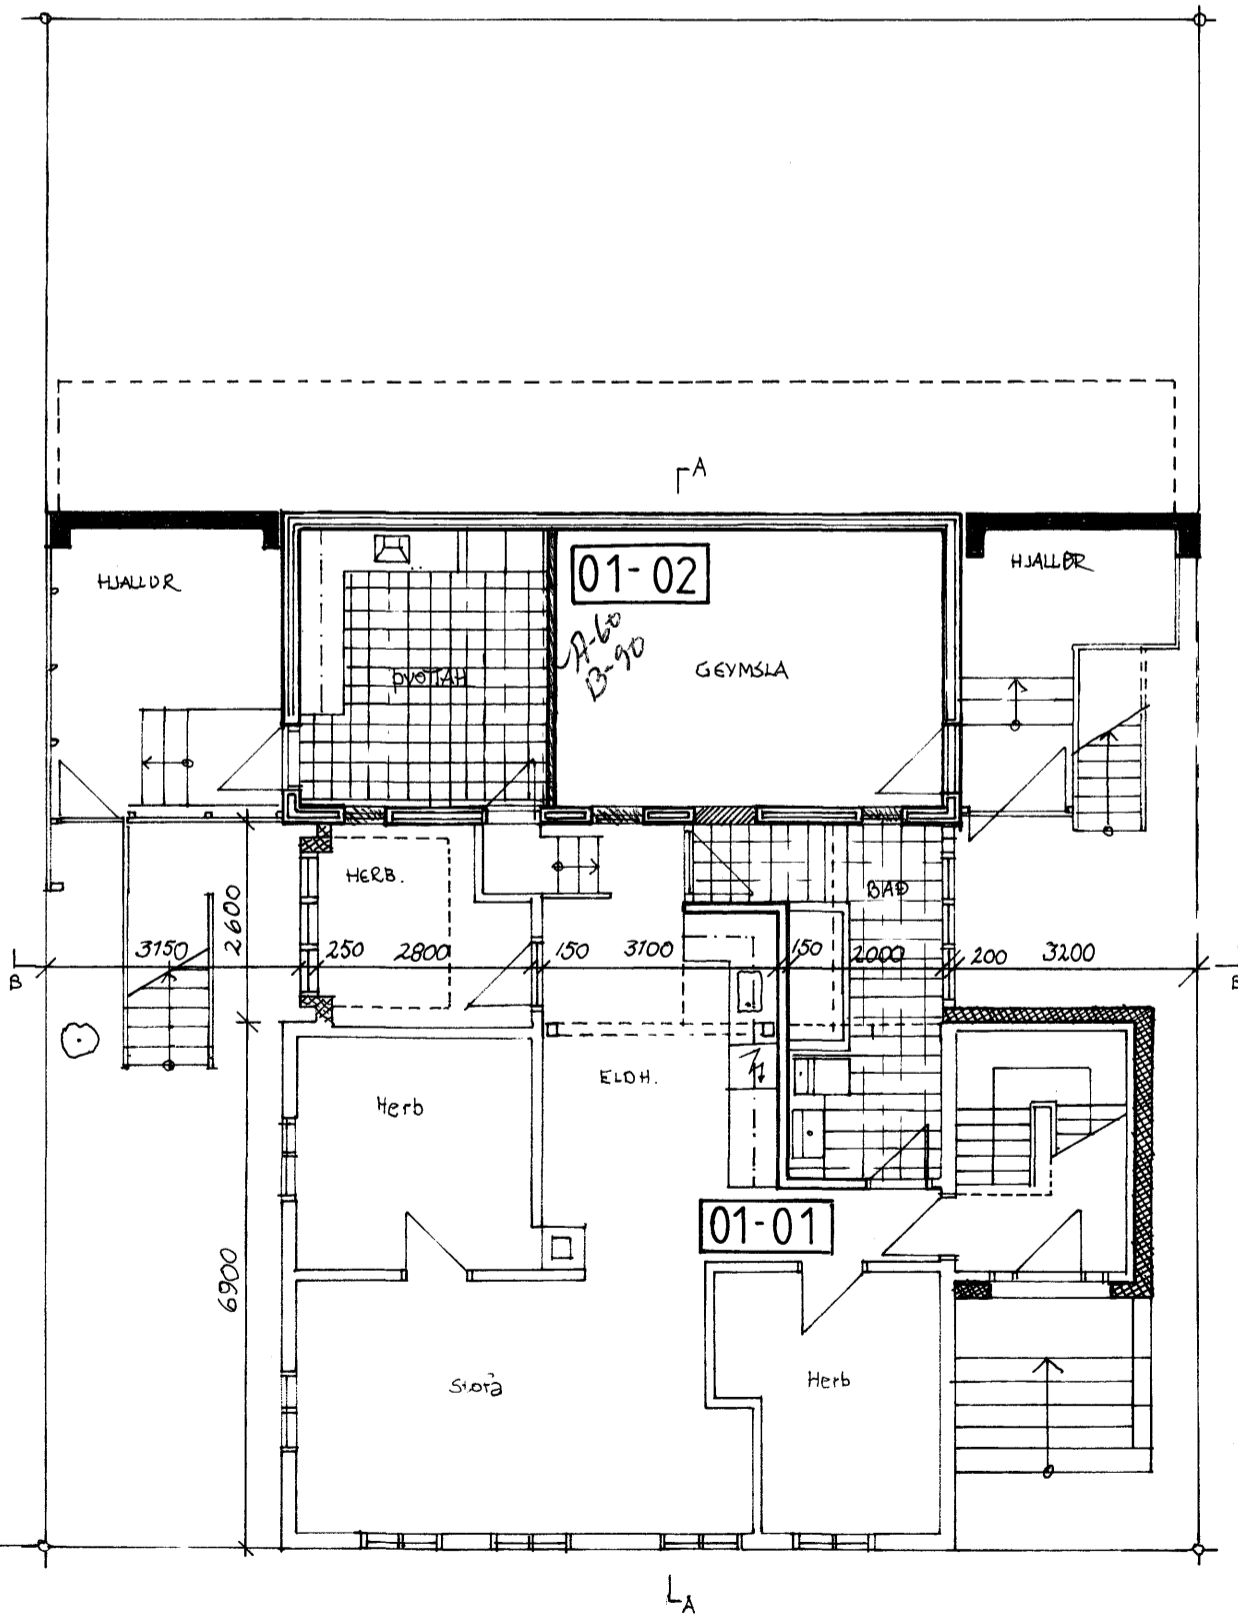 A
HJALLUR
01-02
HJALLUR
A-60
B-90
GEYMSLA
ÞVOTTAH
HERB.
BAÐ
2600
3150 250 2800 150 3100 150 2000 200 3200
B
B
ELDH.
Herb
01-01
6900
Stofa
Herb
A